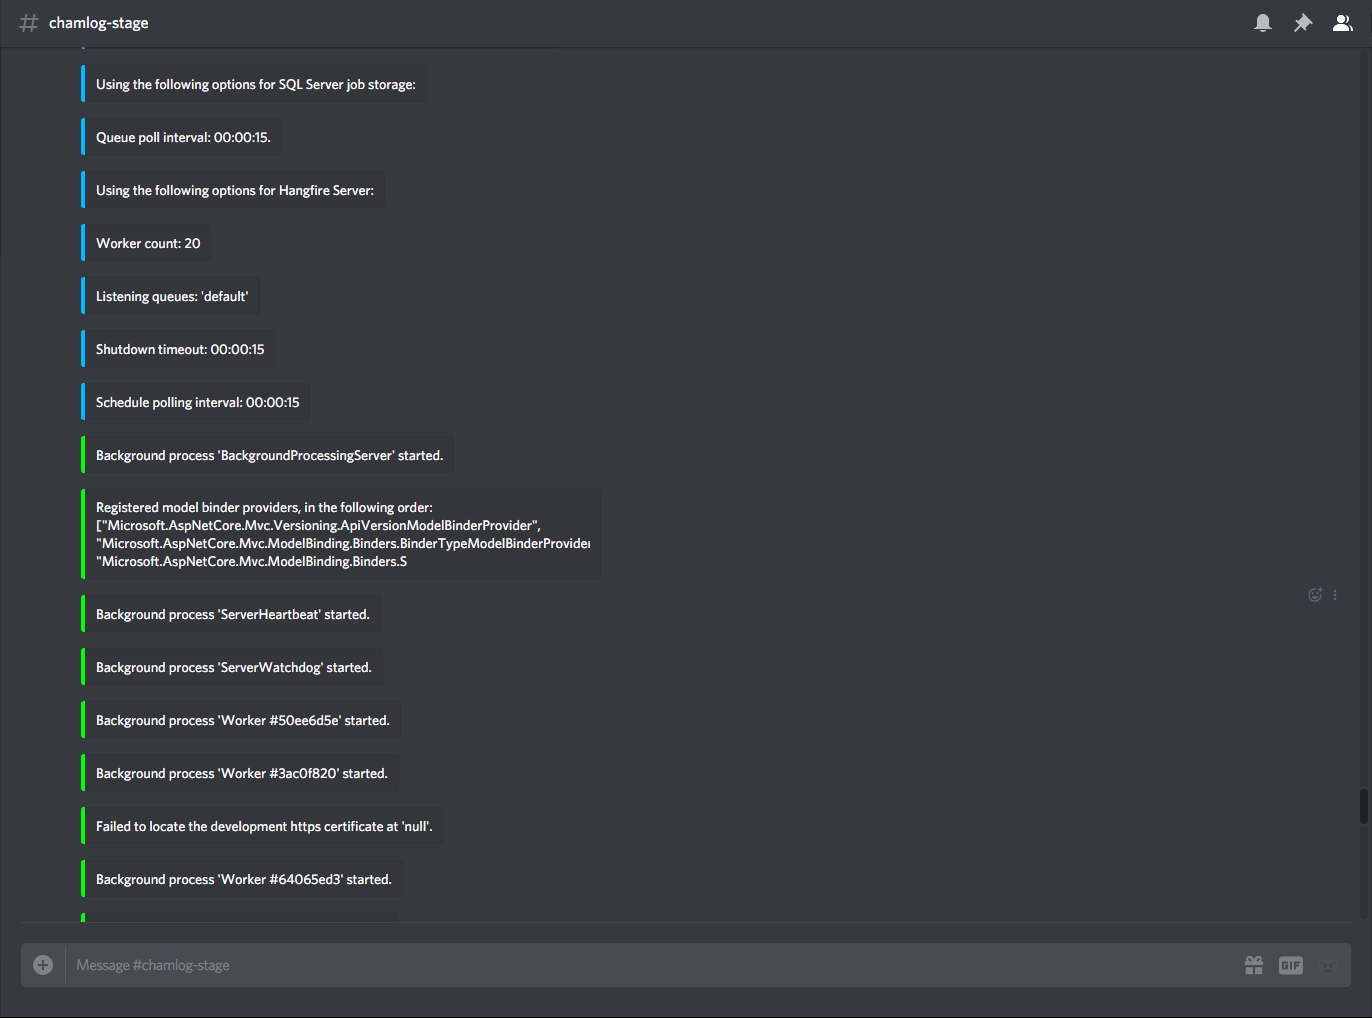 chamlog-stage
Using the following options for SQL Server job storage:
Queue poll interval: 00:00:15.
Using the following options for Hangfire Server:
Worker count: 20
Listening queues: 'default'
Shutdown timeout: 00:00:15
Schedule polling interval: 00:00:15
Background process 'BackgroundProcessingServer' started.
Registered model binder providers, in the following order:
["Microsoft.AspNetCore.Mvc.Versioning.ApiVersionModelBinderProvider",
"Microsoft.AspNetCore.Mvc.ModelBinding.Binders.BinderTypeModelBinderProvider
"Microsoft.AspNetCore.Mvc.ModelBinding.Binders.S
Background process 'ServerHeartbeat' started.
Background process 'ServerWatchdog' started.
Background process 'Worker #50ee6d5e' started.
Background process 'Worker #3ac0f820' started.
Failed to locate the development https certificate at 'null'.
Background process 'Worker #64065ed3' started.
Message #chamlog-stage
GIF